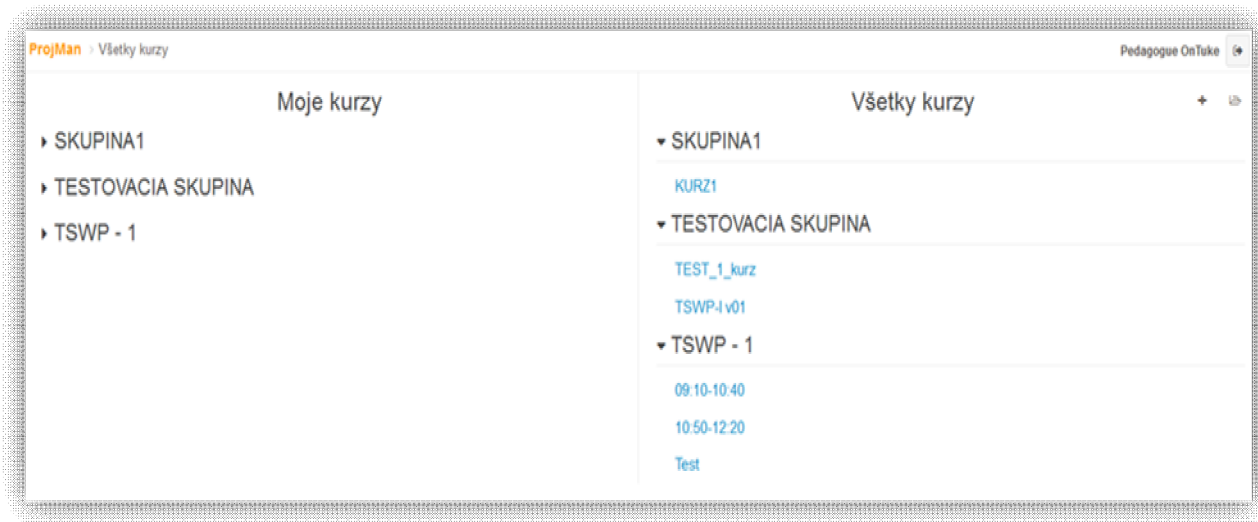 ProjMan › Všetky kurzy
Pedagogue OnTuke
Moje kurzy
SKUPINA1
TESTOVACIA SKUPINA
TSWP - 1
Všetky kurzy
SKUPINA1
KURZ1
TESTOVACIA SKUPINA
TEST_1_kurz
TSWP-I v01
TSWP - 1
09:10-10:40
10:50-12:20
Test